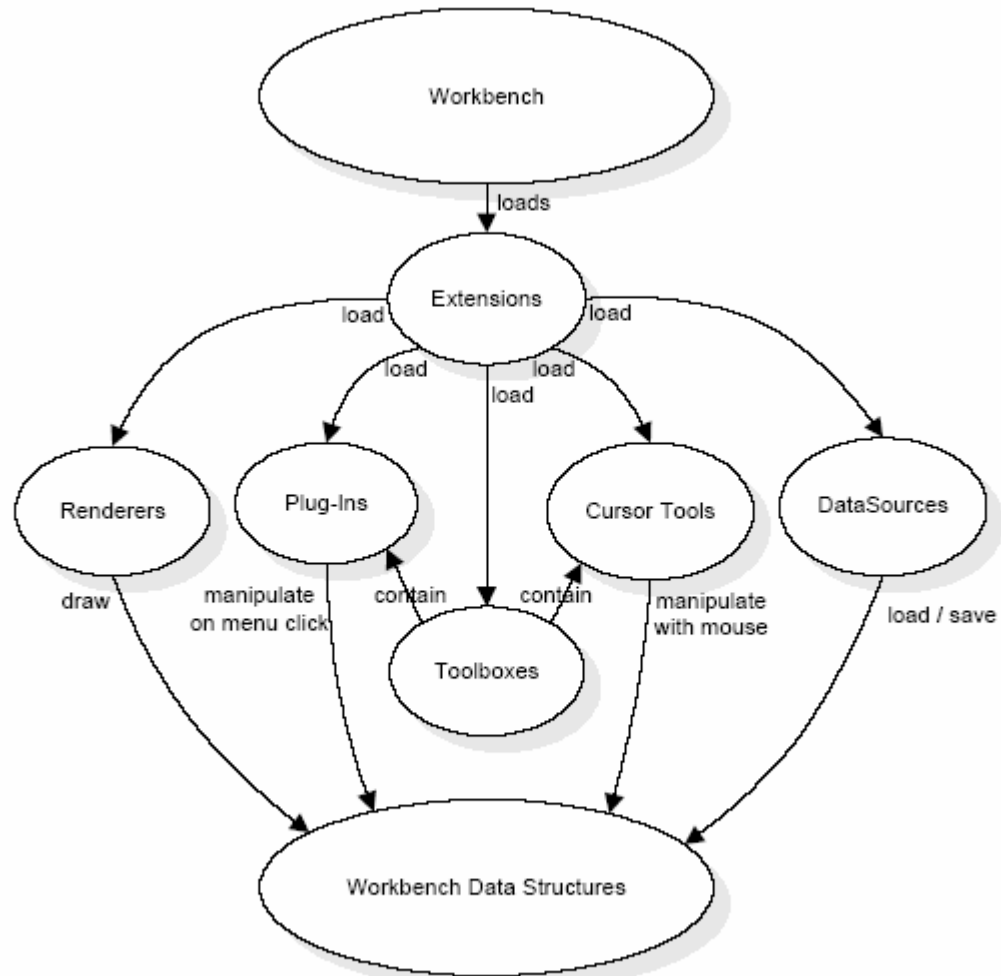 Workbench
loads
Extensions
load
load
load
load
load
Renderers
Plug-Ins
Cursor Tools
DataSources
draw
manipulate
on menu click
contain
contain
manipulate
with mouse
load / save
Toolboxes
Workbench Data Structures